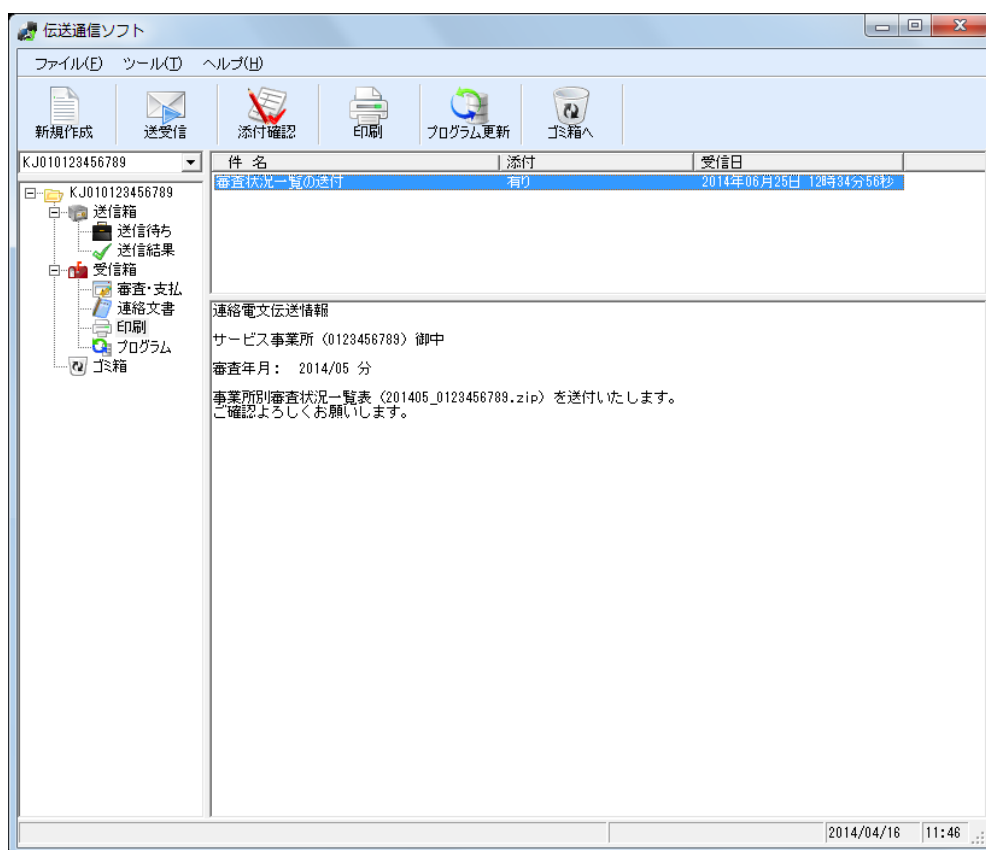 伝送通信ソフト
ファイル(F) ツール(T) ヘルプ(H)
新規作成 送受信 添付確認 印刷 プログラム更新 ゴミ箱へ
KJ010123456789
件 名 添付 受信日
審査状況一覧の送付 有り 2014年06月25日 12時34分56秒
KJ010123456789
送信箱
送信待ち
送信結果
受信箱
審査・支払
連絡文書
印刷
プログラム
ゴミ箱
連絡電文伝送情報
サービス事業所（0123456789）御中
審査年月： 2014/05 分
事業所別審査状況一覧表（201405_0123456789.zip）を送付いたします。
ご確認よろしくお願いします。
2014/04/16 11:46